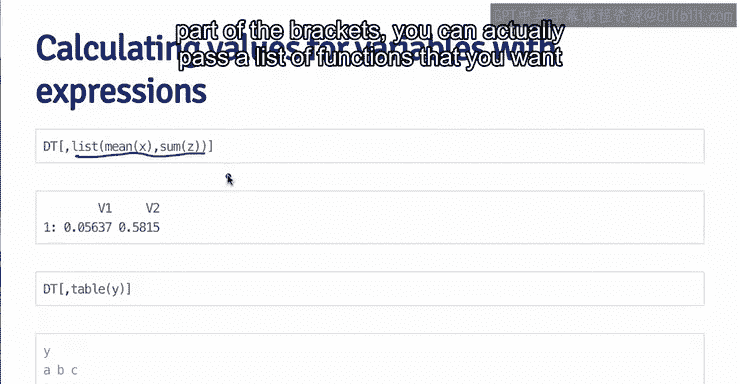 part of the brackets, you can actually
pass a list of functions that you want
Calculating values for variables with
expressions
DT[,list(mean(x),sum(z))]
V1 V2
1: 0.05637 0.5815
DT[,table(y)]
y
a b c